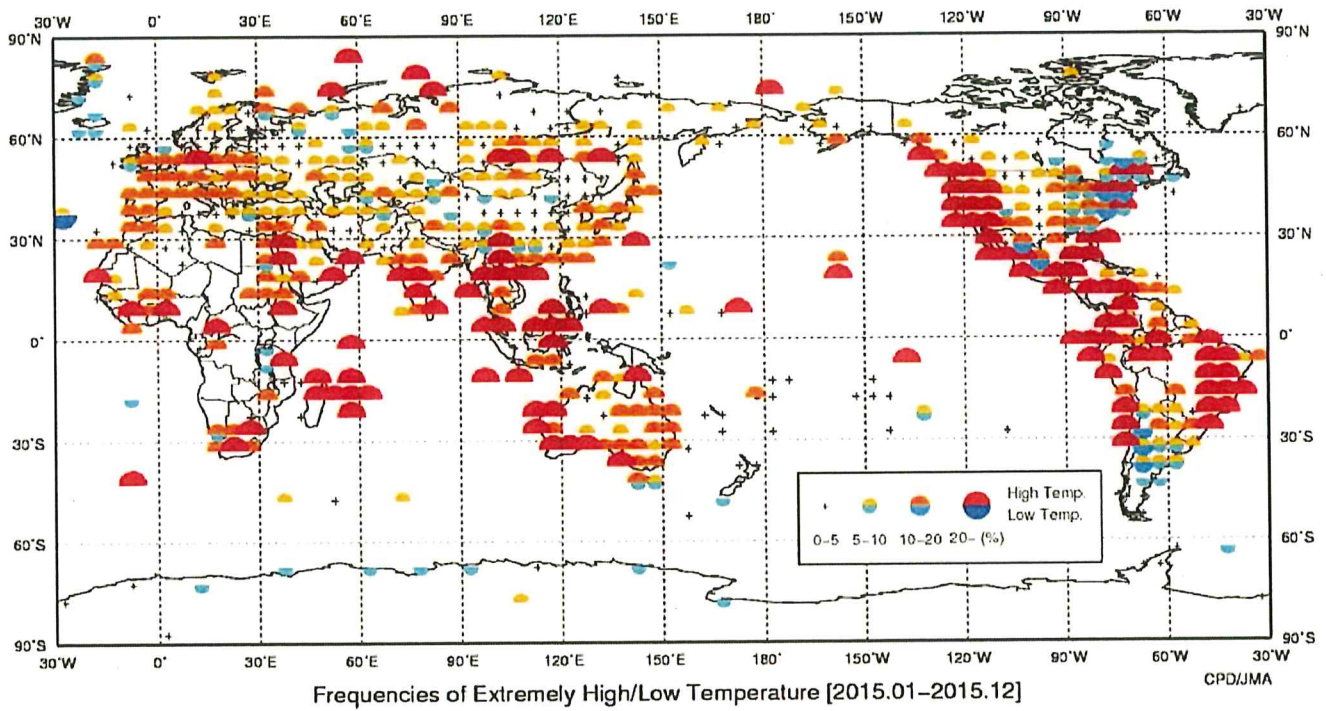 30˚W 0˚ 30˚E 60˚E 90˚E 120˚E 150˚E 180˚ 150˚W 120˚W 90˚W 60˚W 30˚W
90˚N 90˚N
60˚N 60˚N
30˚N 30˚N
0˚ 0˚
30˚S 30˚S
High Temp.
Low Temp.
0–5 5–10 10–20 20– (%)
60˚S 60˚S
90˚S 90˚S
30˚W 0˚ 30˚E 60˚E 90˚E 120˚E 150˚E 180˚ 150˚W 120˚W 90˚W 60˚W 30˚W
CPD/JMA
Frequencies of Extremely High/Low Temperature [2015.01–2015.12]